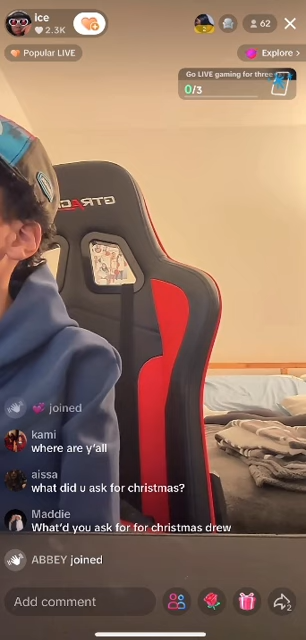 Ice
2.3K
62
Popular LIVE
Explore >
Go LIVE gaming for three
0/3
GTRACING
joined
kami
where are y'all
aissa
what did u ask for christmas?
Maddie
What'd you ask for for christmas drew
ABBEY joined
Add comment
2